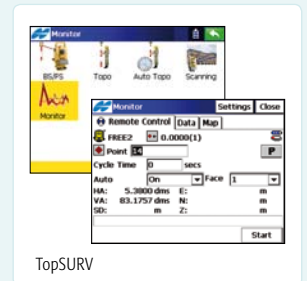 Monitor
BS/FS Topo Auto Topo Scanning
Monitor
Monitor Settings Close
Remote Control Data Map
FREE2 0.0000(1)
Point 14 P
Cycle Time 0 secs
Auto On Face 1
HA: 5.3800 dms E: m
VA: 83.1757 dms N: m
SD: m Z: m
Start
TopSURV